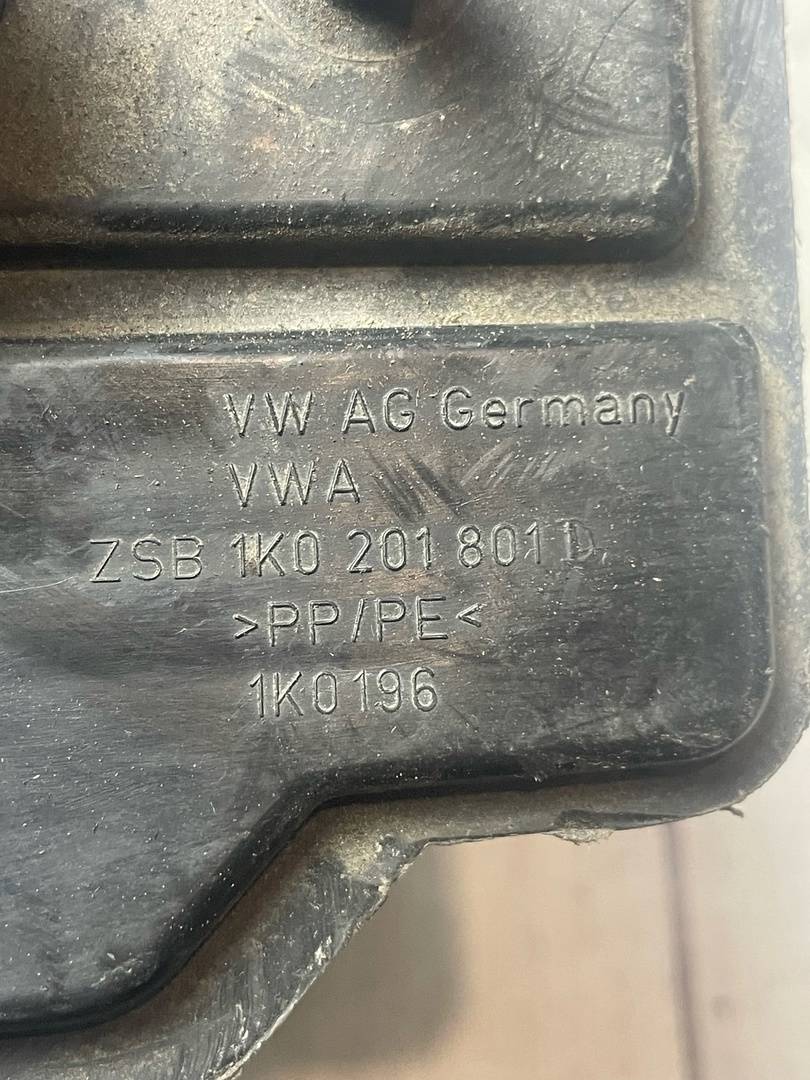 VW AG Germany
VWA
ZSB 1K0 201 801 D
>PP/PE<
1K0196